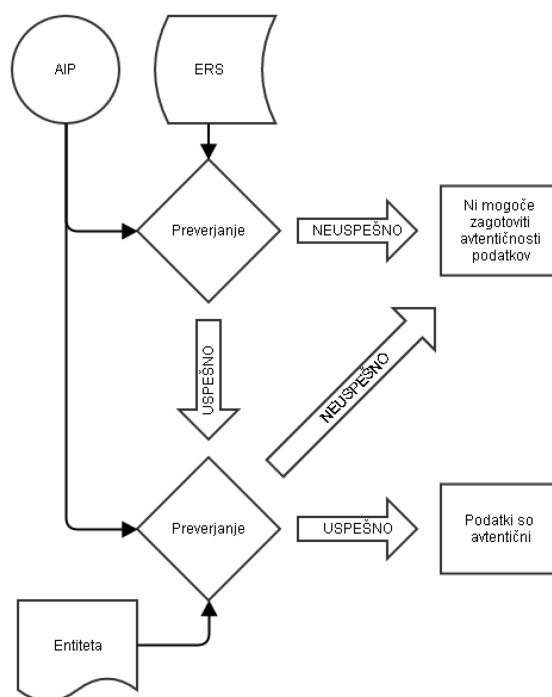 AIP
ERS
Preverjanje
NEUSPEŠNO
Ni mogoče
zagotoviti
avtentičnosti
podatkov
USPEŠNO
NEUSPEŠNO
Preverjanje
USPEŠNO
Podatki so
avtentični
Entiteta